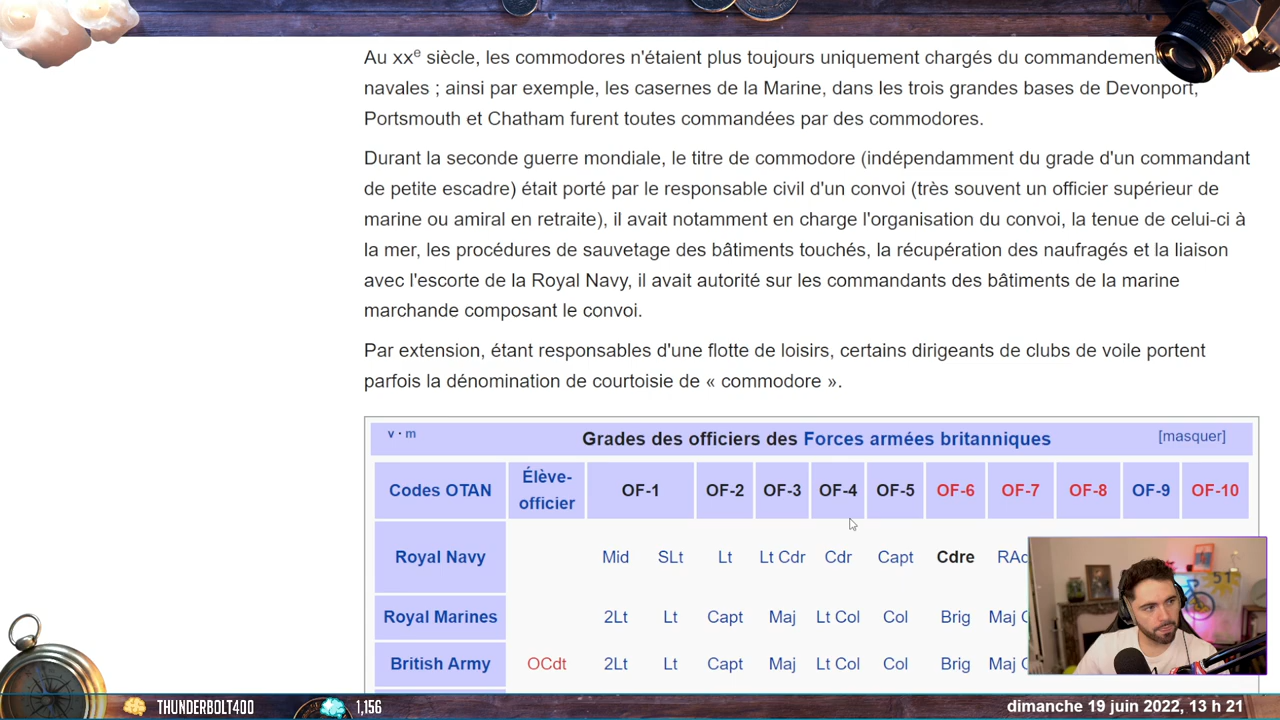 Au XXe siècle, les commodores n'étaient plus toujours uniquement chargés du commandement
navales ; ainsi par exemple, les casernes de la Marine, dans les trois grandes bases de Devonport,
Portsmouth et Chatham furent toutes commandées par des commodores.
Durant la seconde guerre mondiale, le titre de commodore (indépendamment du grade d'un commandant
de petite escadre) était porté par le responsable civil d'un convoi (très souvent un officier supérieur de
marine ou amiral en retraite), il avait notamment en charge l'organisation du convoi, la tenue de celui-ci à
la mer, les procédures de sauvetage des bâtiments touchés, la récupération des naufragés et la liaison
avec l'escorte de la Royal Navy, il avait autorité sur les commandants des bâtiments de la marine
marchande composant le convoi.
Par extension, étant responsables d'une flotte de loisirs, certains dirigeants de clubs de voile portent
parfois la dénomination de courtoisie de « commodore ».
v · m Grades des officiers des Forces armées britanniques [masquer]
Codes OTAN Élève-officier OF-1 OF-2 OF-3 OF-4 OF-5 OF-6 OF-7 OF-8 OF-9 OF-10
Royal Navy Mid SLt Lt Lt Cdr Cdr Capt Cdre
Royal Marines 2Lt Lt Capt Maj Lt Col Col Brig Maj
British Army OCdt 2Lt Lt Capt Maj Lt Col Col Brig Maj
51
THUNDERBOLT400 1,156 dimanche 19 juin 2022, 13 h 21